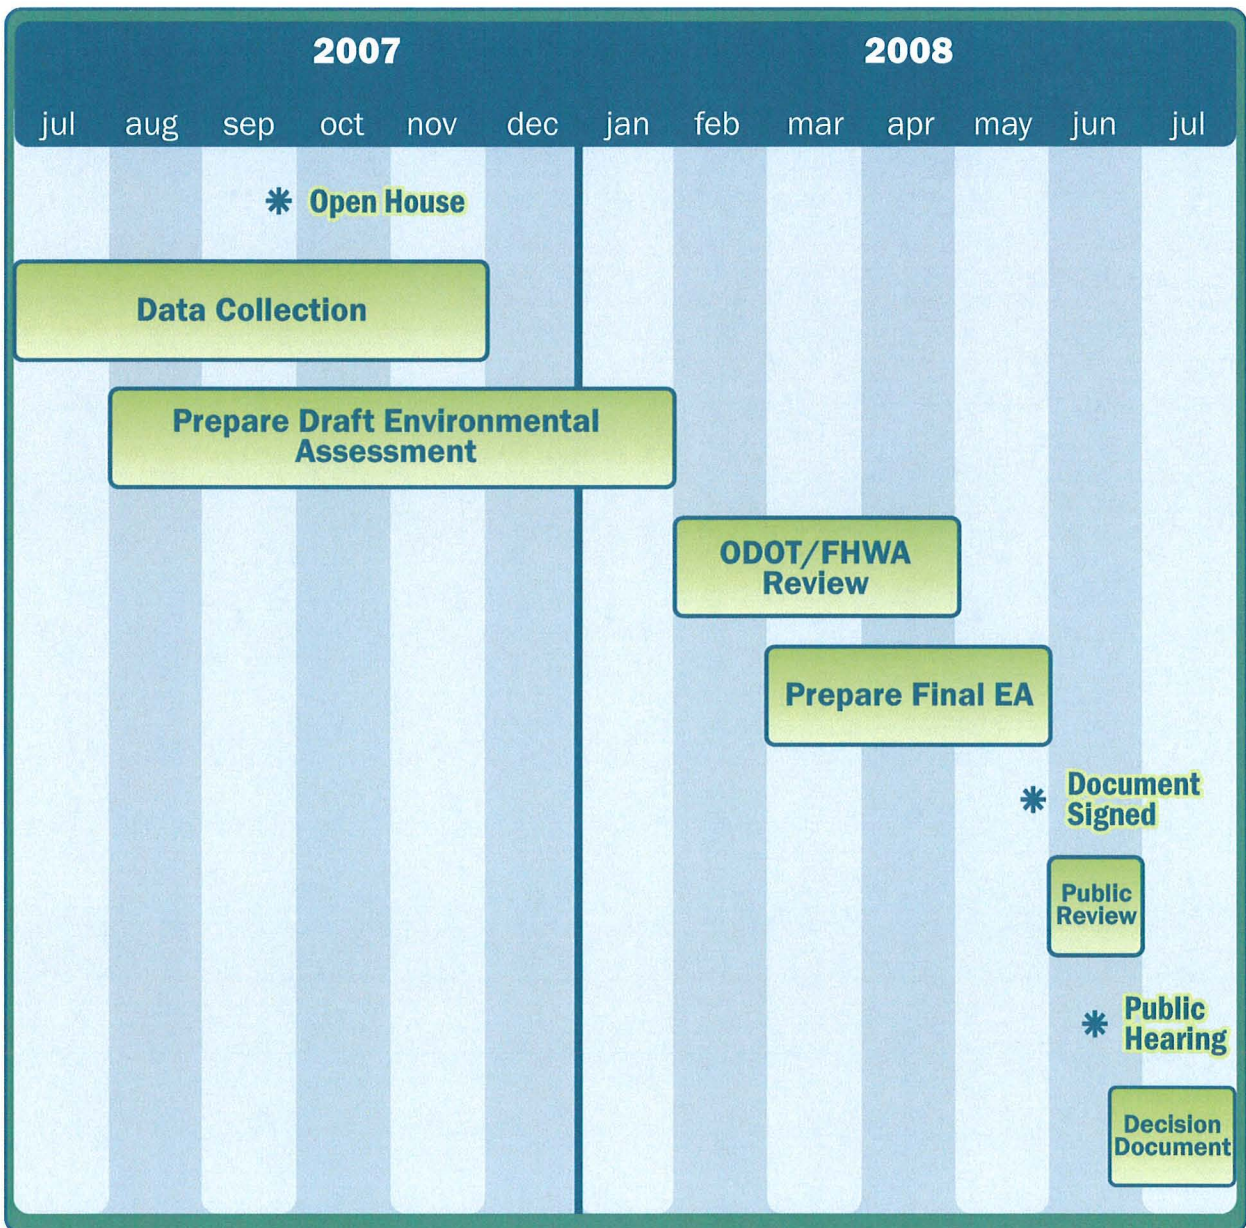 2007 2008
jul aug sep oct nov dec jan feb mar apr may jun jul
Open House
Data Collection
Prepare Draft Environmental
Assessment
ODOT/FHWA
Review
Prepare Final EA
Document
Signed
Public
Review
Public
Hearing
Decision
Document